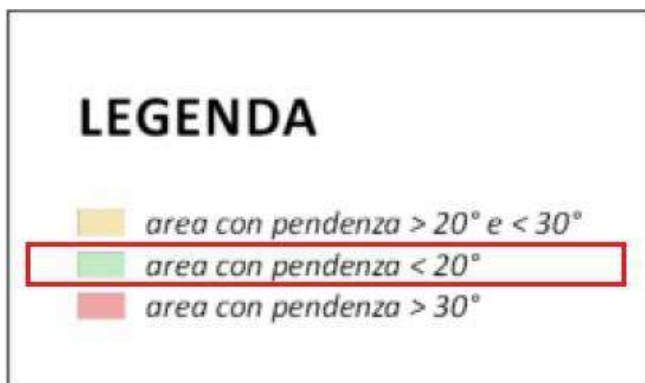 LEGENDA
area con pendenza > 20° e < 30°
area con pendenza < 20°
area con pendenza > 30°